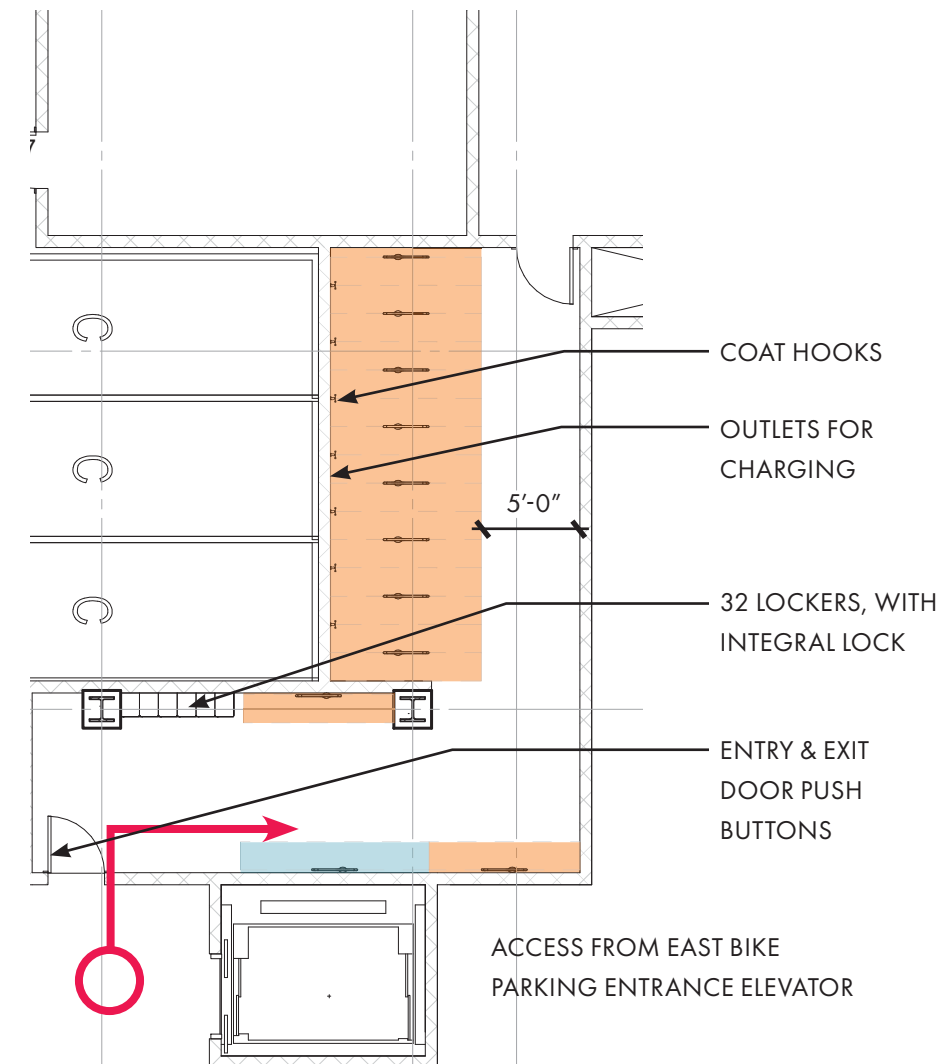 COAT HOOKS
OUTLETS FOR
CHARGING
5'-0"
32 LOCKERS, WITH
INTEGRAL LOCK
ENTRY & EXIT
DOOR PUSH
BUTTONS
ACCESS FROM EAST BIKE
PARKING ENTRANCE ELEVATOR